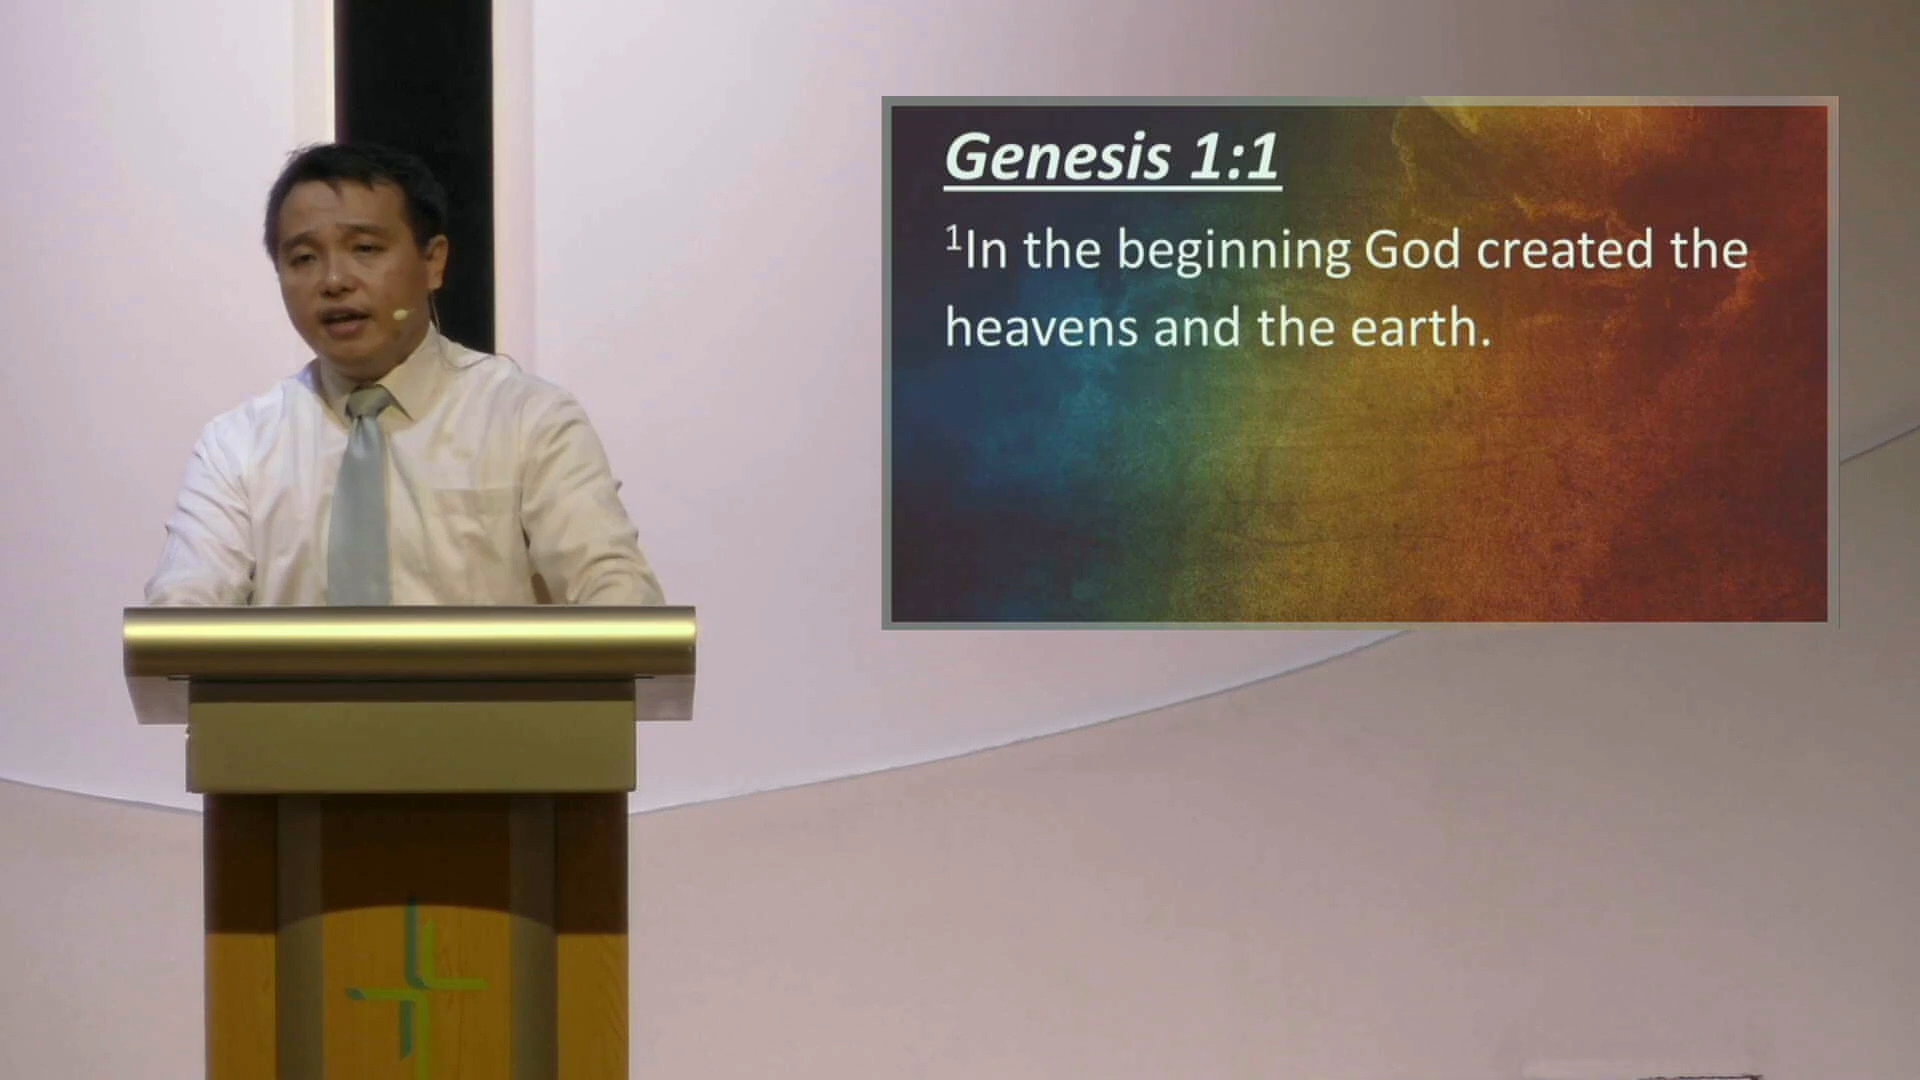 Genesis 1:1
¹In the beginning God created the
heavens and the earth.